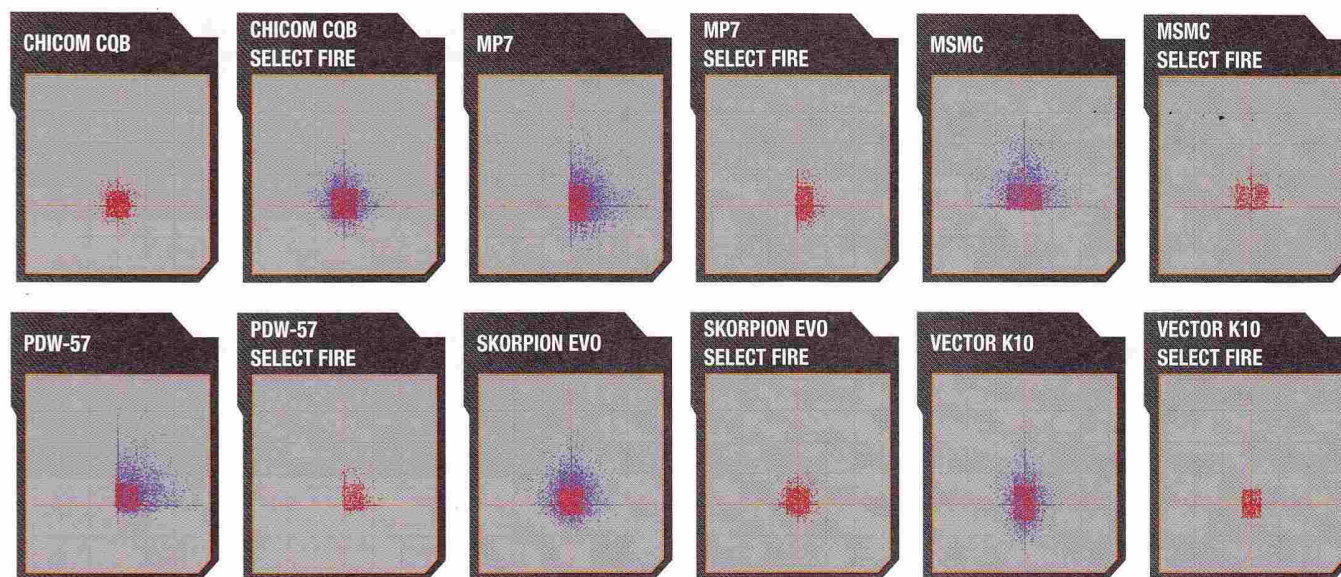 CHICOM CQB
CHICOM CQB
SELECT FIRE
MP7
MP7
SELECT FIRE
MSMC
MSMC
SELECT FIRE
PDW-57
PDW-57
SELECT FIRE
SKORPION EVO
SKORPION EVO
SELECT FIRE
VECTOR K10
VECTOR K10
SELECT FIRE